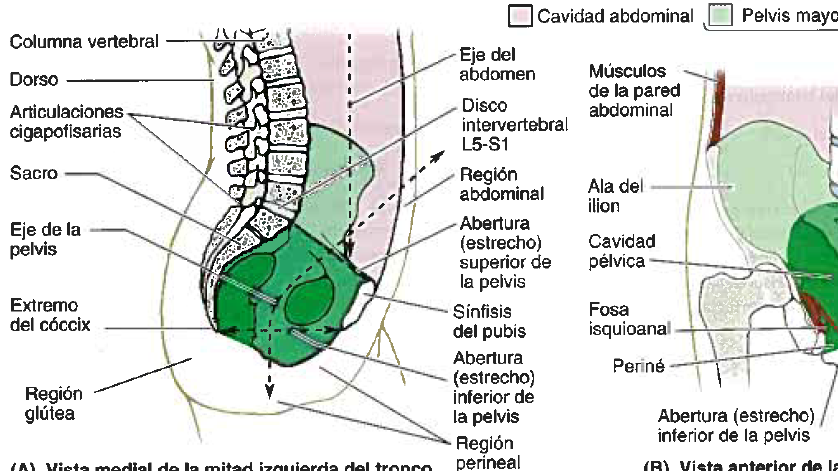 Cavidad abdominal
Pelvis mayo
Columna vertebral
Dorso
Articulaciones
cigapofisarias
Sacro
Eje de la
pelvis
Extremo
del cóccix
Región
glútea
Eje del
abdomen
Disco
intervertebral
L5-S1
Región
abdominal
Abertura
(estrecho)
superior de
la pelvis
Sínfisis
del pubis
Abertura
(estrecho)
inferior de
la pelvis
Región
perineal
(A) Vista medial de la mitad izquierda del tronco
Músculos
de la pared
abdominal
Ala del
ilion
Cavidad
pélvica
Fosa
isquioanal
Periné
Abertura (estrecho)
inferior de la pelvis
(B) Vista anterior de la